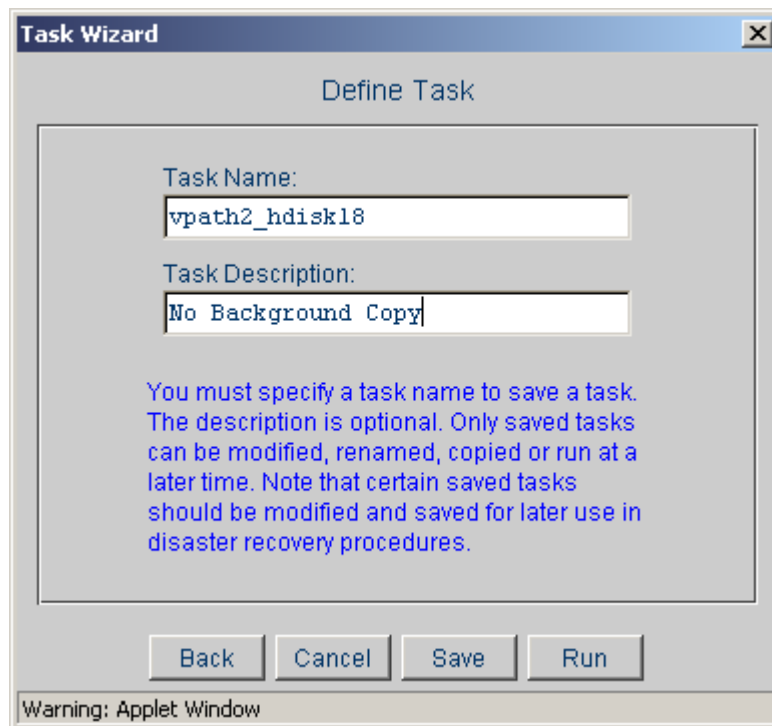 Task Wizard
Define Task
Task Name:
vpath2_hdisk18
Task Description:
No Background Copy
You must specify a task name to save a task.
The description is optional. Only saved tasks
can be modified, renamed, copied or run at a
later time. Note that certain saved tasks
should be modified and saved for later use in
disaster recovery procedures.
Back Cancel Save Run
Warning: Applet Window